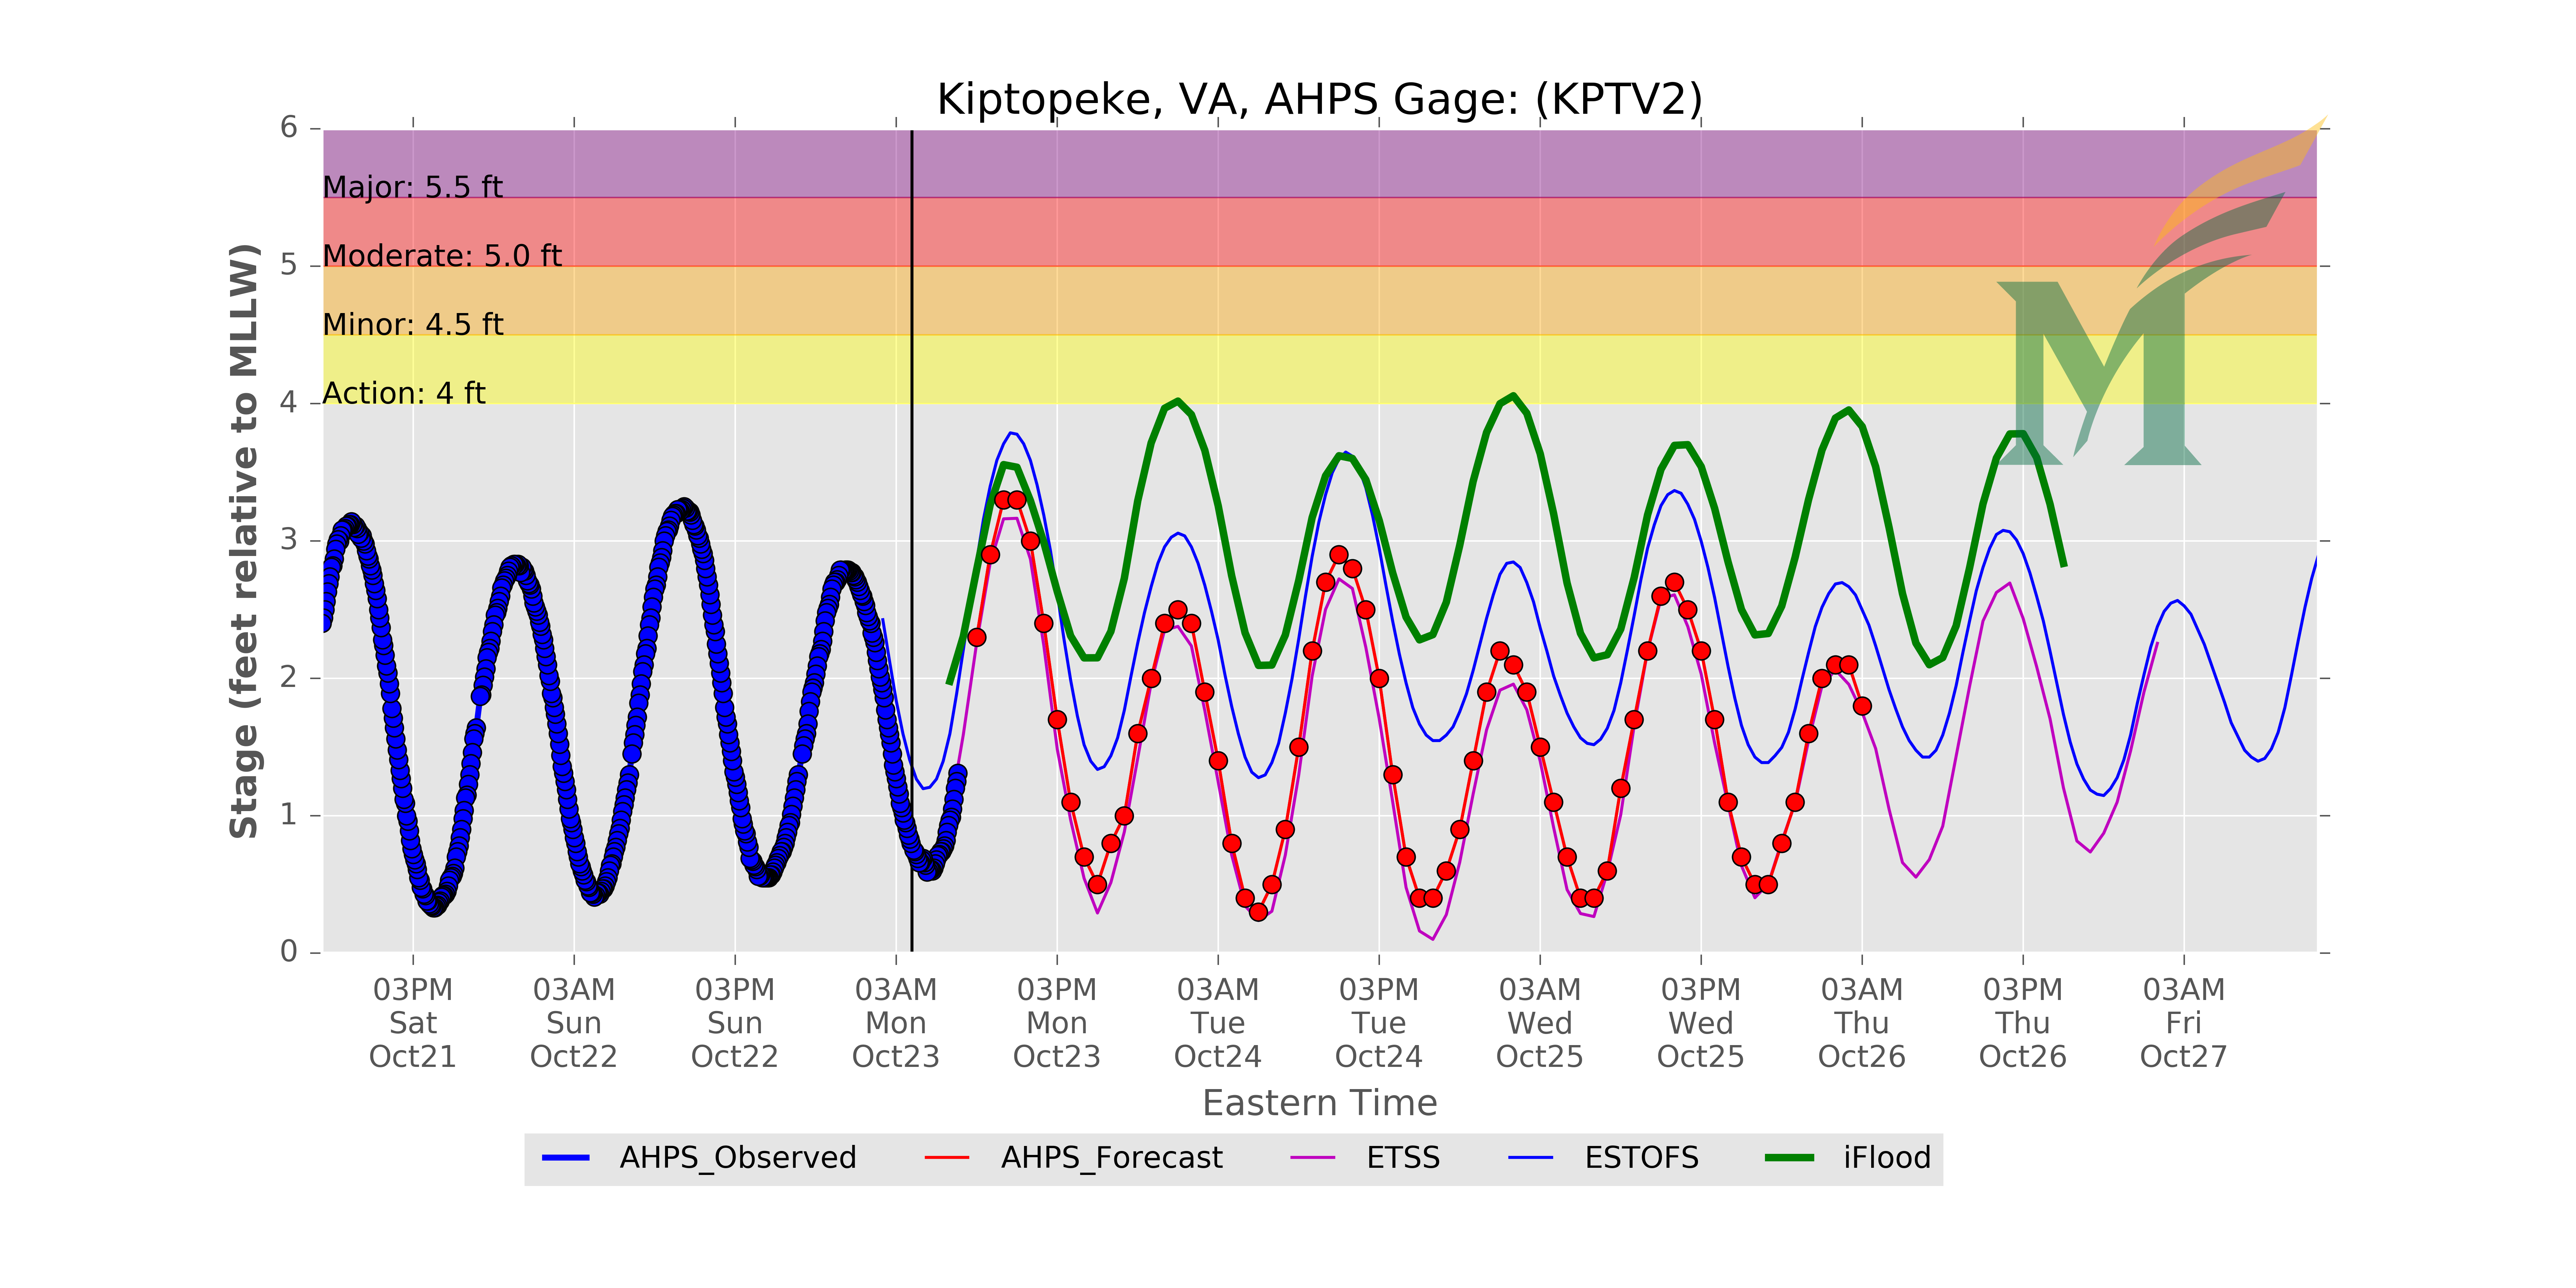 Kiptopeke, VA, AHPS Gage: (KPTV2)
Stage (feet relative to MLLW)
6
5
4
3
2
1
0
Major: 5.5 ft
Moderate: 5.0 ft
Minor: 4.5 ft
Action: 4 ft
M
03PM 03AM 03PM 03AM 03PM 03AM 03PM 03AM 03PM 03AM 03PM 03AM
Sat Sun Sun Mon Mon Tue Tue Wed Wed Thu Thu Fri
Oct21 Oct22 Oct22 Oct23 Oct23 Oct24 Oct24 Oct25 Oct25 Oct26 Oct26 Oct27
Eastern Time
AHPS_Observed AHPS_Forecast ETSS ESTOFS iFlood